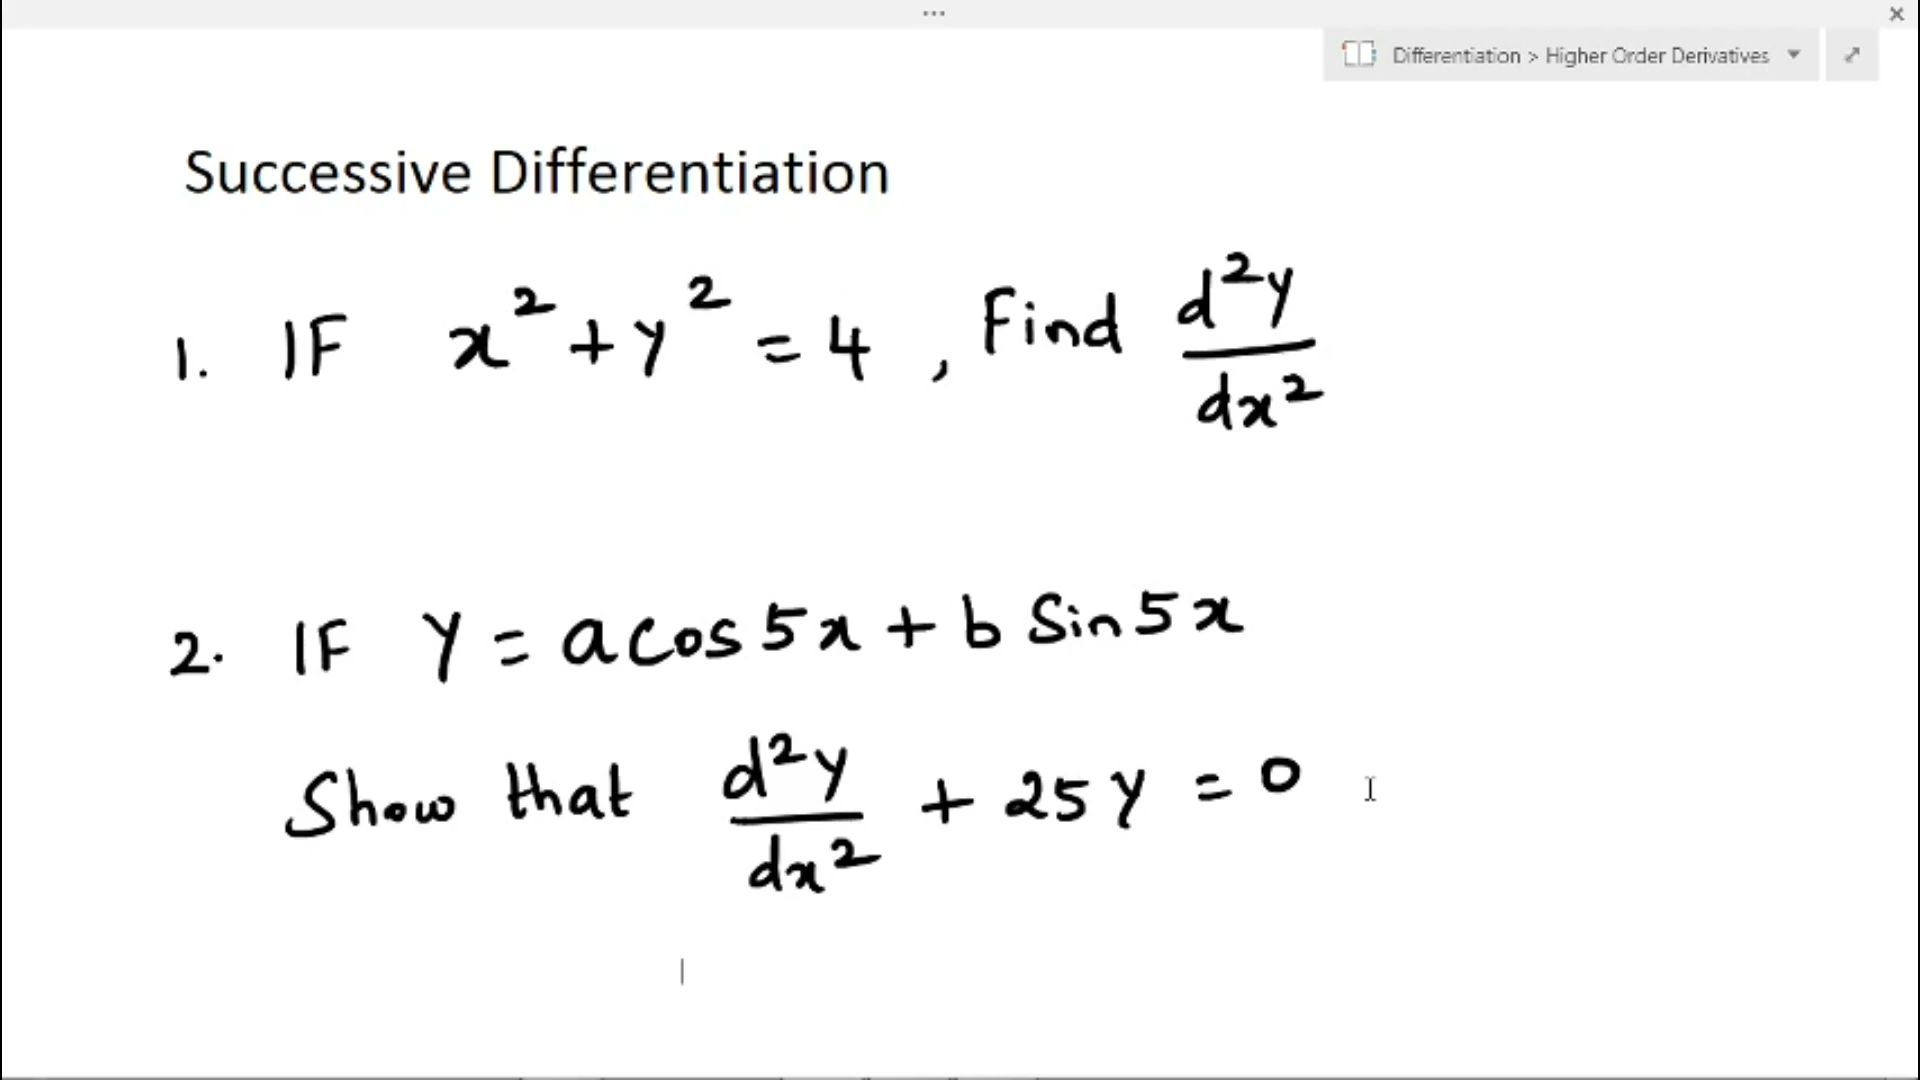 ...
Differentiation > Higher Order Derivatives
Successive Differentiation
1. IF x² + y² = 4 , Find d²y/dx²
2. IF y = a cos 5x + b Sin 5x
Show that d²y/dx² + 25y = 0